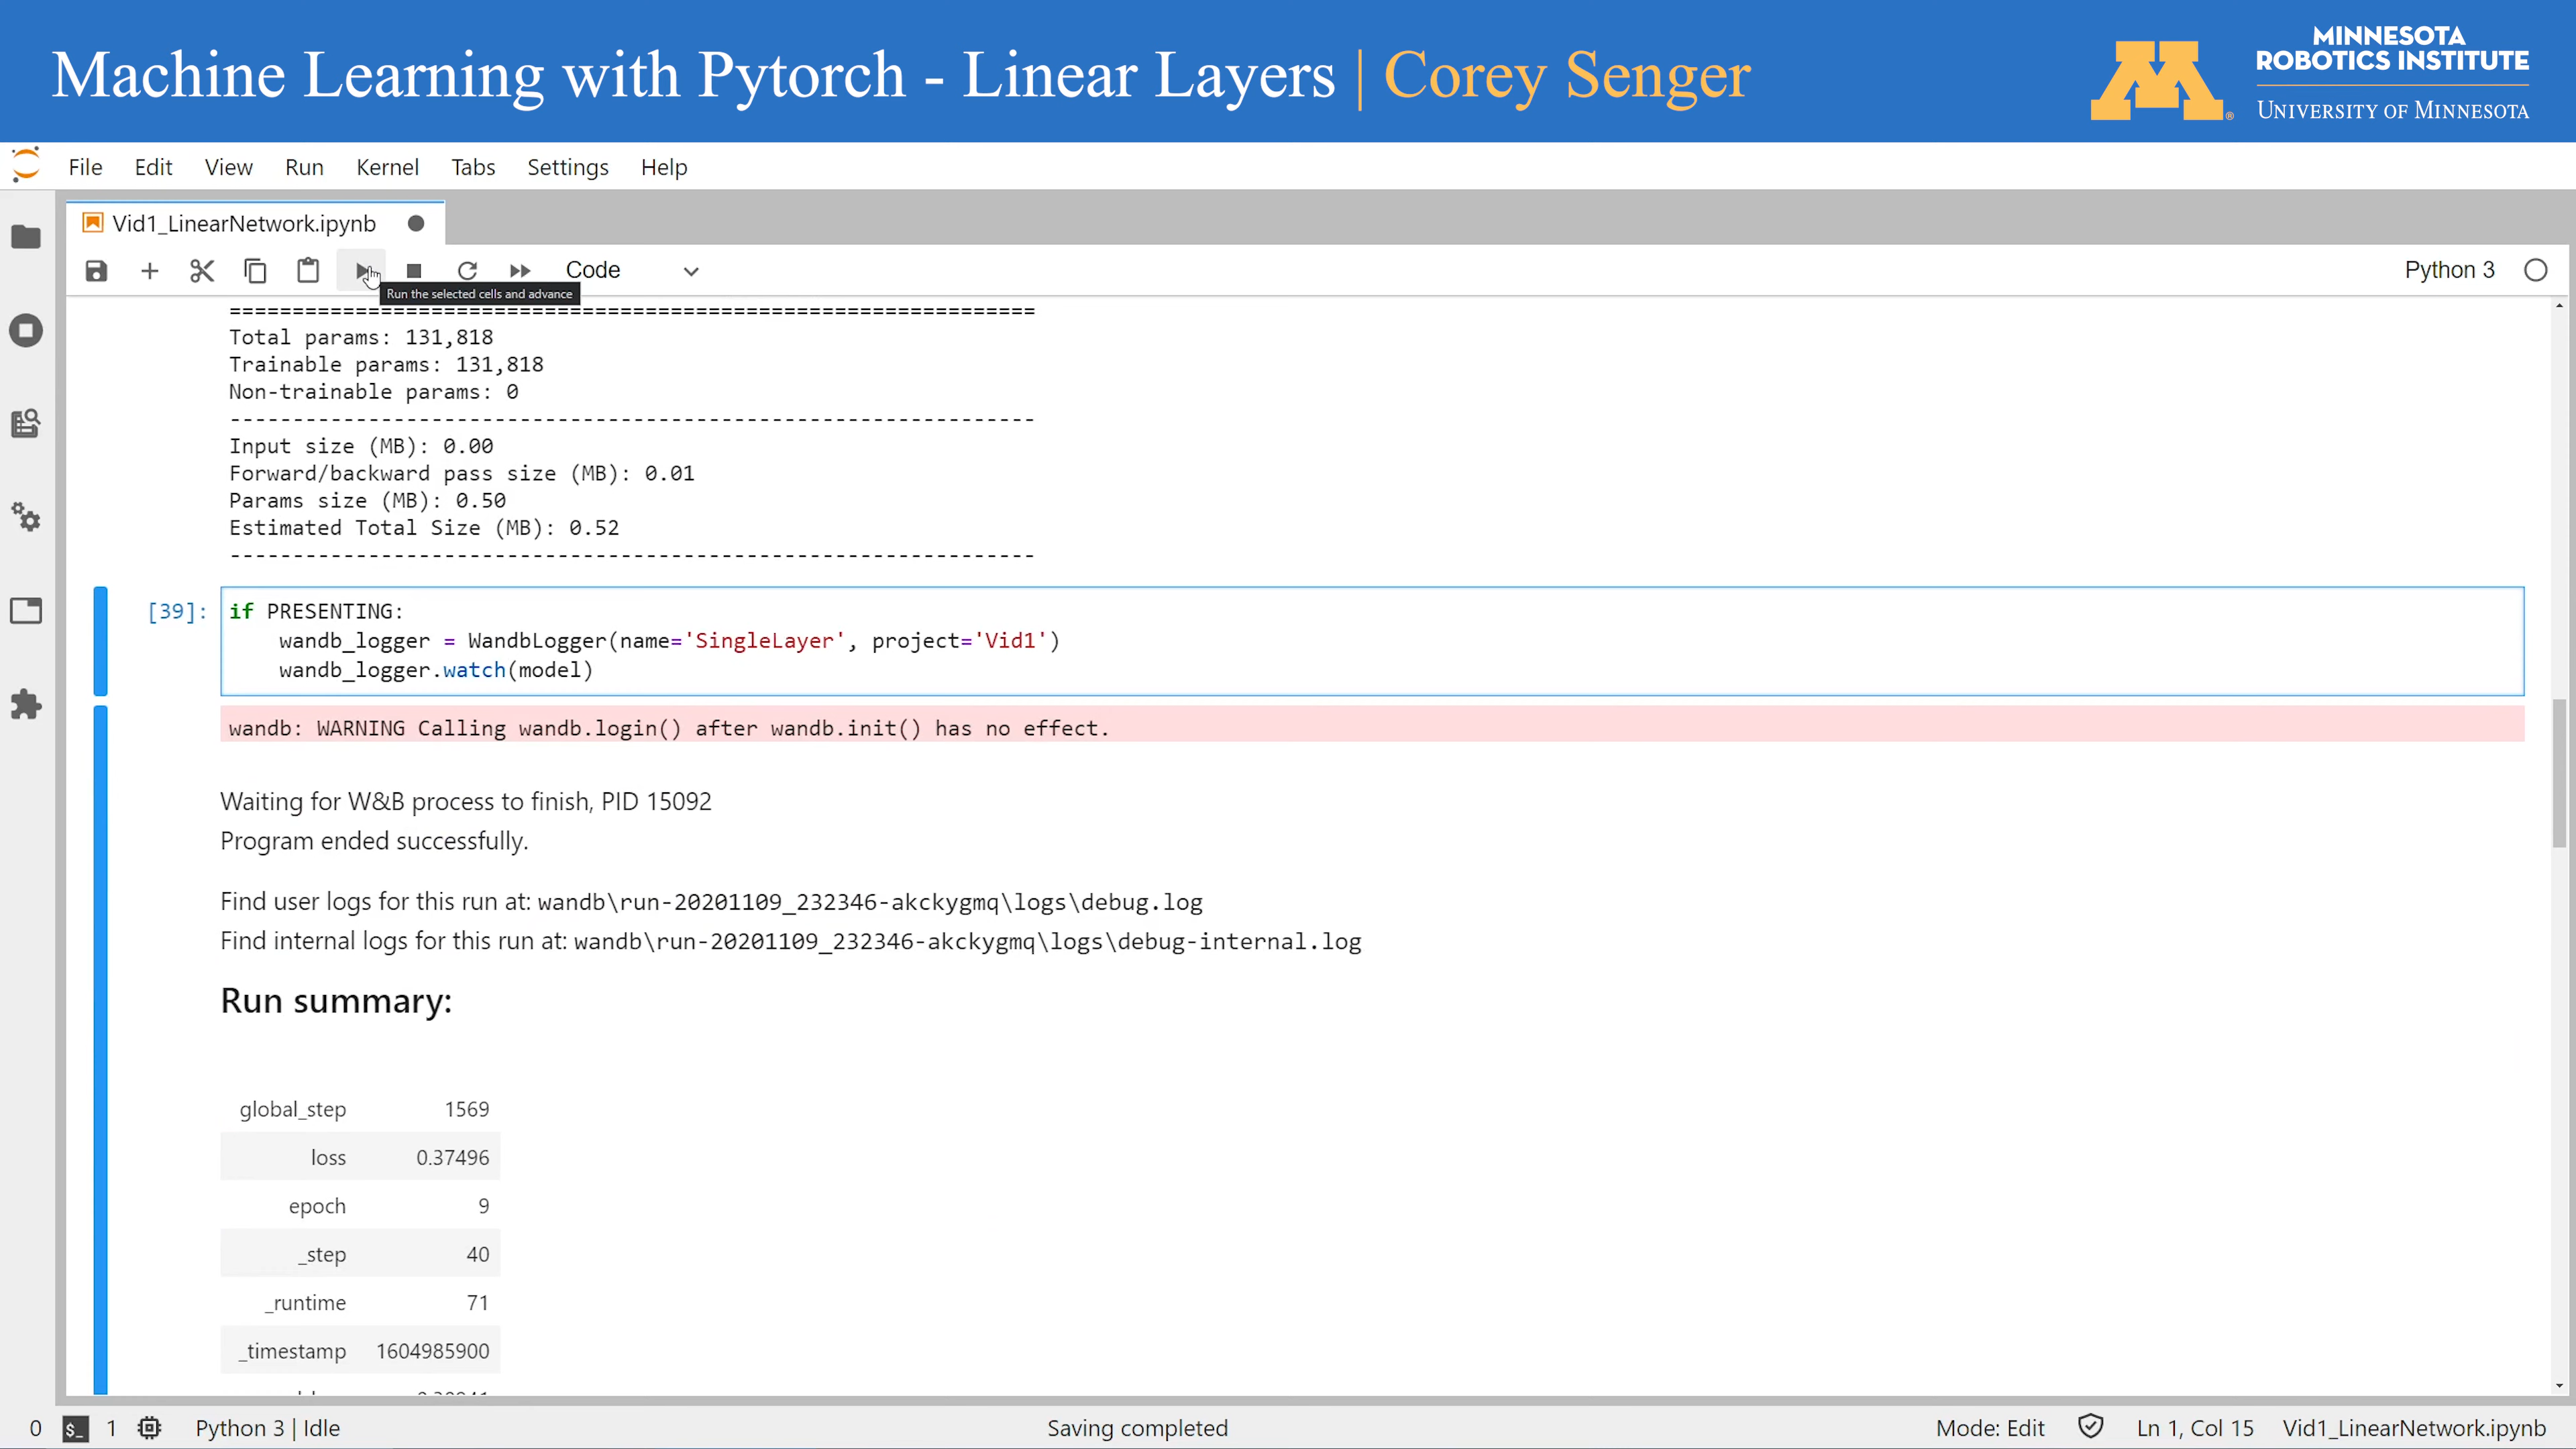 Machine Learning with Pytorch - Linear Layers | Corey Senger
MINNESOTA
ROBOTICS INSTITUTE
UNIVERSITY OF MINNESOTA
File Edit View Run Kernel Tabs Settings Help
Vid1_LinearNetwork.ipynb
Code
Python 3
Run the selected cells and advance
================================================================
Total params: 131,818
Trainable params: 131,818
Non-trainable params: 0
----------------------------------------------------------------
Input size (MB): 0.00
Forward/backward pass size (MB): 0.01
Params size (MB): 0.50
Estimated Total Size (MB): 0.52
----------------------------------------------------------------
[39]: if PRESENTING:
wandb_logger = WandbLogger(name='SingleLayer', project='Vid1')
wandb_logger.watch(model)
wandb: WARNING Calling wandb.login() after wandb.init() has no effect.
Waiting for W&B process to finish, PID 15092
Program ended successfully.
Find user logs for this run at: wandb\run-20201109_232346-akckygmq\logs\debug.log
Find internal logs for this run at: wandb\run-20201109_232346-akckygmq\logs\debug-internal.log
Run summary:
global_step 1569
loss 0.37496
epoch 9
_step 40
_runtime 71
_timestamp 1604985900
0 $_ 1 Python 3 | Idle Saving completed Mode: Edit Ln 1, Col 15 Vid1_LinearNetwork.ipynb